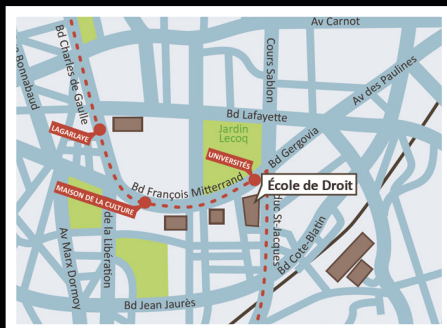 Av Carnot
Bd Charles de Gaulle
Bonnabaud
Cours Sablon
Av des Paulines
Bd Lafayette
LAGARLAYE
Jardin
Lecoq
UNIVERSITÉS
Bd Gergovia
École de Droit
Bd François Mitterrand
MAISON DE LA CULTURE
de la Libération
Rue St-Jacques
Bd Cote-Blatin
Av Marx Dormoy
Bd Jean Jaurès